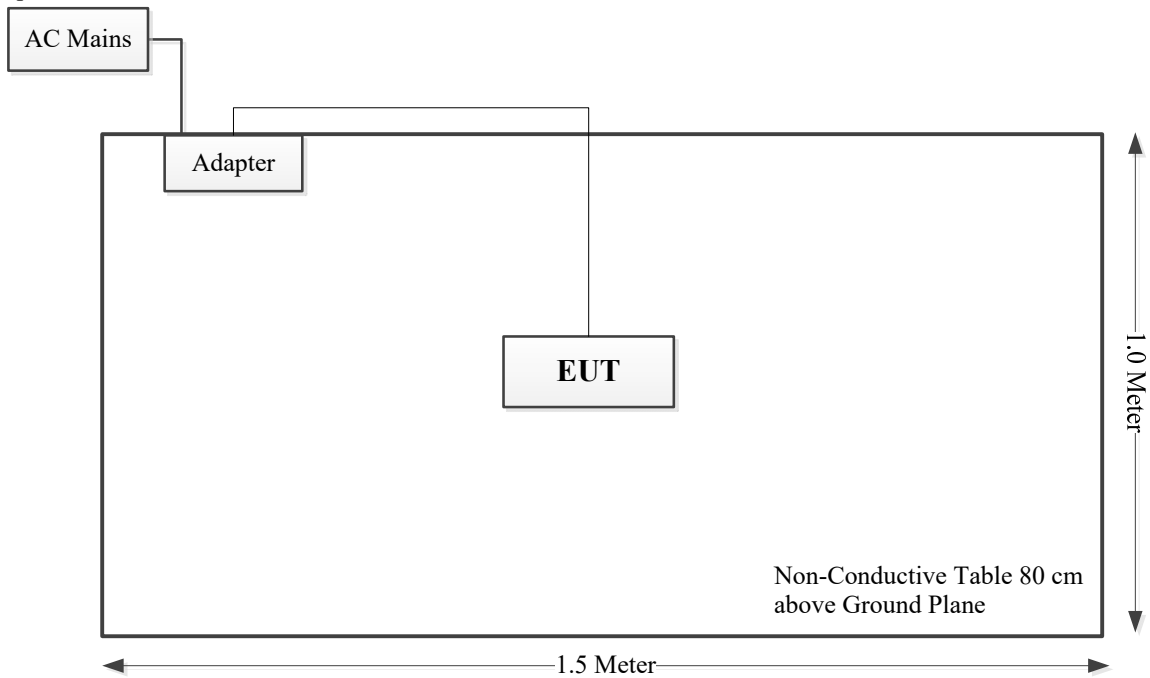 AC Mains
Adapter
EUT
1.0 Meter
Non-Conductive Table 80 cm
above Ground Plane
1.5 Meter